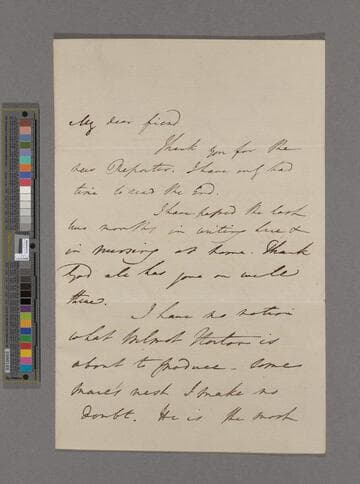 My dear friend
Thank you for the
new Reporter. I have only had
time to read the End.
I have passed the last
two months in writing here &
in nursing at home. Thank
God all has gone on well
there.
I have no notion
what Wilmot Horton is
about to produce - some
mare's nest I make no
doubt. He is the most